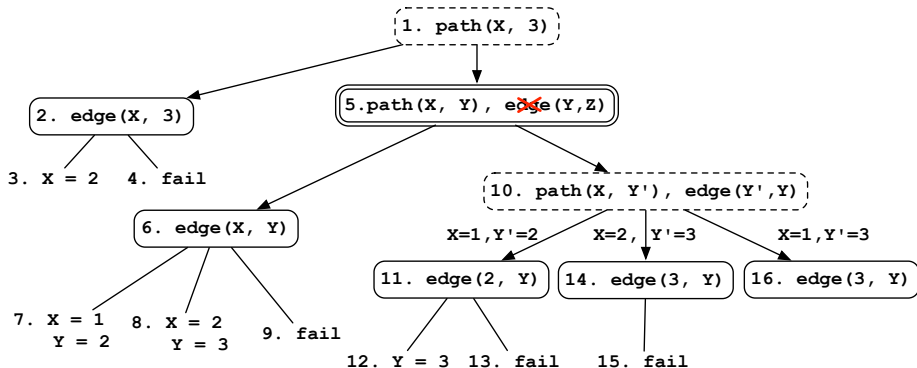 1. path(X, 3)
2. edge(X, 3)
5.path(X, Y), edge(Y,Z)
3. X = 2
4. fail
10. path(X, Y'), edge(Y',Y)
6. edge(X, Y)
X=1,Y'=2
X=2, Y'=3
X=1,Y'=3
11. edge(2, Y)
14. edge(3, Y)
16. edge(3, Y)
7. X = 1
Y = 2
8. X = 2
Y = 3
9. fail
12. Y = 3
13. fail
15. fail